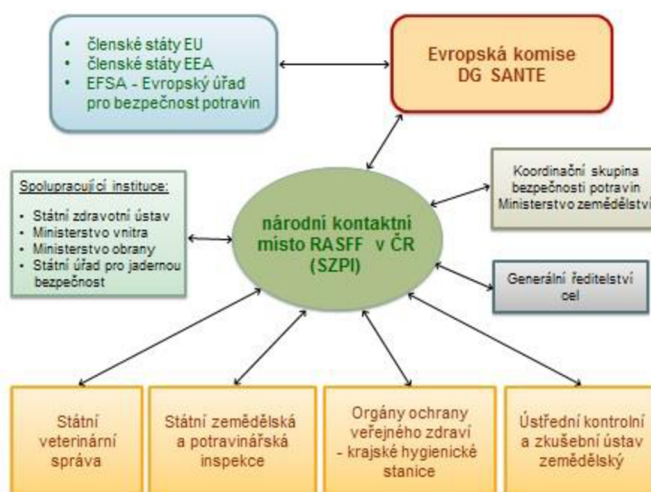 • členské státy EU
• členské státy EEA
• EFSA - Evropský úřad
pro bezpečnost potravin
Evropská komise
DG SANTE
Spolupracující instituce:
• Státní zdravotní ústav
• Ministerstvo vnitra
• Ministerstvo obrany
• Státní úřad pro jadernou
bezpečnost
národní kontaktní
místo RASFF v ČR
(SZPI)
Koordinační skupina
bezpečnosti potravin
Ministerstvo zemědělství
Generální ředitelství
cel
Státní
veterinární
správa
Státní zemědělská
a potravinářská
inspekce
Orgány ochrany
veřejného zdraví
- krajské hygienické
stanice
Ústřední kontrolní
a zkušební ústav
zemědělský